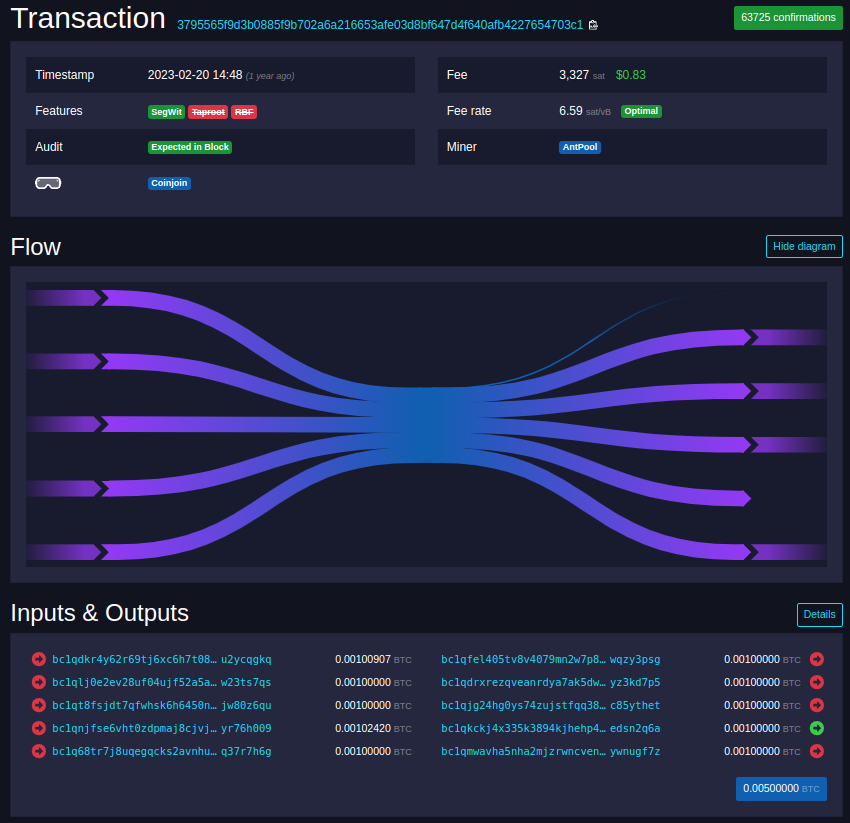 Transaction 3795565f9d3b0885f9b702a6a216653afe03d8bf647d4f640afb4227654703c1 63725 confirmations
Timestamp 2023-02-20 14:48 (1 year ago)
Fee 3,327 sat $0.83
Features SegWit Taproot RBF
Fee rate 6.59 sat/vB Optimal
Audit Expected in Block
Miner AntPool
Coinjoin
Flow Hide diagram
Inputs & Outputs Details
bc1qdkr4y62r69tj6xc6h7t08… u2ycqgkq 0.00100907 BTC bc1qfel405tv8v4079mn2w7p8… wqzy3psg 0.00100000 BTC
bc1qlj0e2ev28uf04ujf52a5a… w23ts7qs 0.00100000 BTC bc1qdrxrezqveanrdya7ak5dw… yz3kd7p5 0.00100000 BTC
bc1qt8fsjdt7qfwhsk6h6450n… jw80z6qu 0.00100000 BTC bc1qjg24hg0ys74zujstfqq38… c85ythet 0.00100000 BTC
bc1qnjfse6vht0zdpmaj8cjvj… yr76h009 0.00102420 BTC bc1qkckj4x335k3894kjhehp4… edsn2q6a 0.00100000 BTC
bc1q68tr7j8uqegqcks2avnhu… q37r7h6g 0.00100000 BTC bc1qmwavha5nha2mjzrwncven… ywnugf7z 0.00100000 BTC
0.00500000 BTC